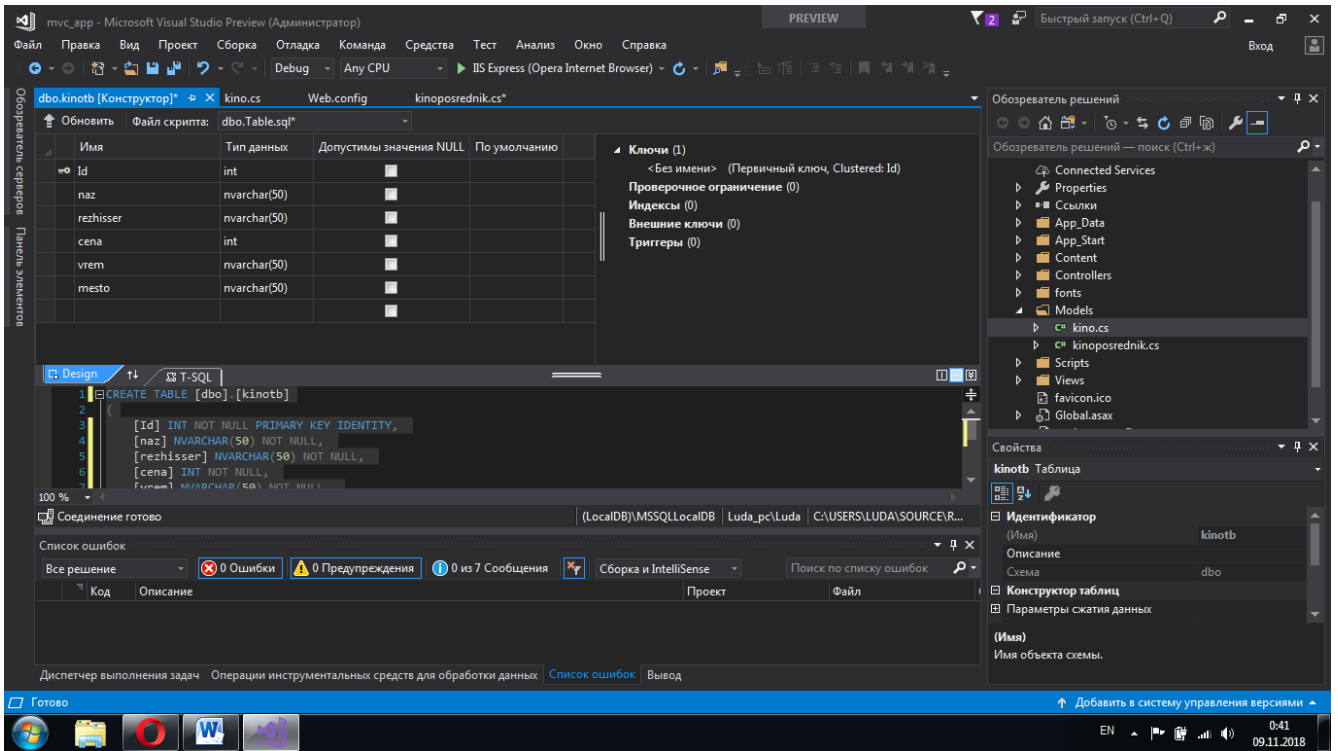 mvc_app - Microsoft Visual Studio Preview (Администратор) PREVIEW 2 Быстрый запуск (Ctrl+Q)
Файл Правка Вид Проект Сборка Отладка Команда Средства Тест Анализ Окно Справка Вход
Debug Any CPU IIS Express (Opera Internet Browser)
Обозреватель серверов
Панель элементов
dbo.kinotb [Конструктор]* kino.cs Web.config kinoposrednik.cs*
Обновить Файл скрипта: dbo.Table.sql*
Имя Тип данных Допустимы значения NULL По умолчанию
Id int
naz nvarchar(50)
rezhisser nvarchar(50)
cena int
vrem nvarchar(50)
mesto nvarchar(50)
Ключи (1)
<Без имени> (Первичный ключ, Clustered: Id)
Проверочное ограничение (0)
Индексы (0)
Внешние ключи (0)
Триггеры (0)
Design T-SQL
1 CREATE TABLE [dbo].[kinotb]
2 (
3 [Id] INT NOT NULL PRIMARY KEY IDENTITY,
4 [naz] NVARCHAR(50) NOT NULL,
5 [rezhisser] NVARCHAR(50) NOT NULL,
6 [cena] INT NOT NULL,
7 [vrem] NVARCHAR(50) NOT NULL
100 %
Соединение готово (LocalDB)\MSSQLLocalDB Luda_pc\Luda C:\USERS\LUDA\SOURCE\R...
Список ошибок
Все решение 0 Ошибки 0 Предупреждения 0 из 7 Сообщения Сборка и IntelliSense Поиск по списку ошибок
Код Описание Проект Файл
Диспетчер выполнения задач Операции инструментальных средств для обработки данных Список ошибок Вывод
Обозреватель решений
Обозреватель решений — поиск (Ctrl+ж)
Connected Services
Properties
Ссылки
App_Data
App_Start
Content
Controllers
fonts
Models
C# kino.cs
C# kinoposrednik.cs
Scripts
Views
favicon.ico
Global.asax
Свойства
kinotb Таблица
Идентификатор
(Имя) kinotb
Описание
Схема dbo
Конструктор таблиц
Параметры сжатия данных
(Имя)
Имя объекта схемы.
Готово Добавить в систему управления версиями
W EN 0:41
09.11.2018